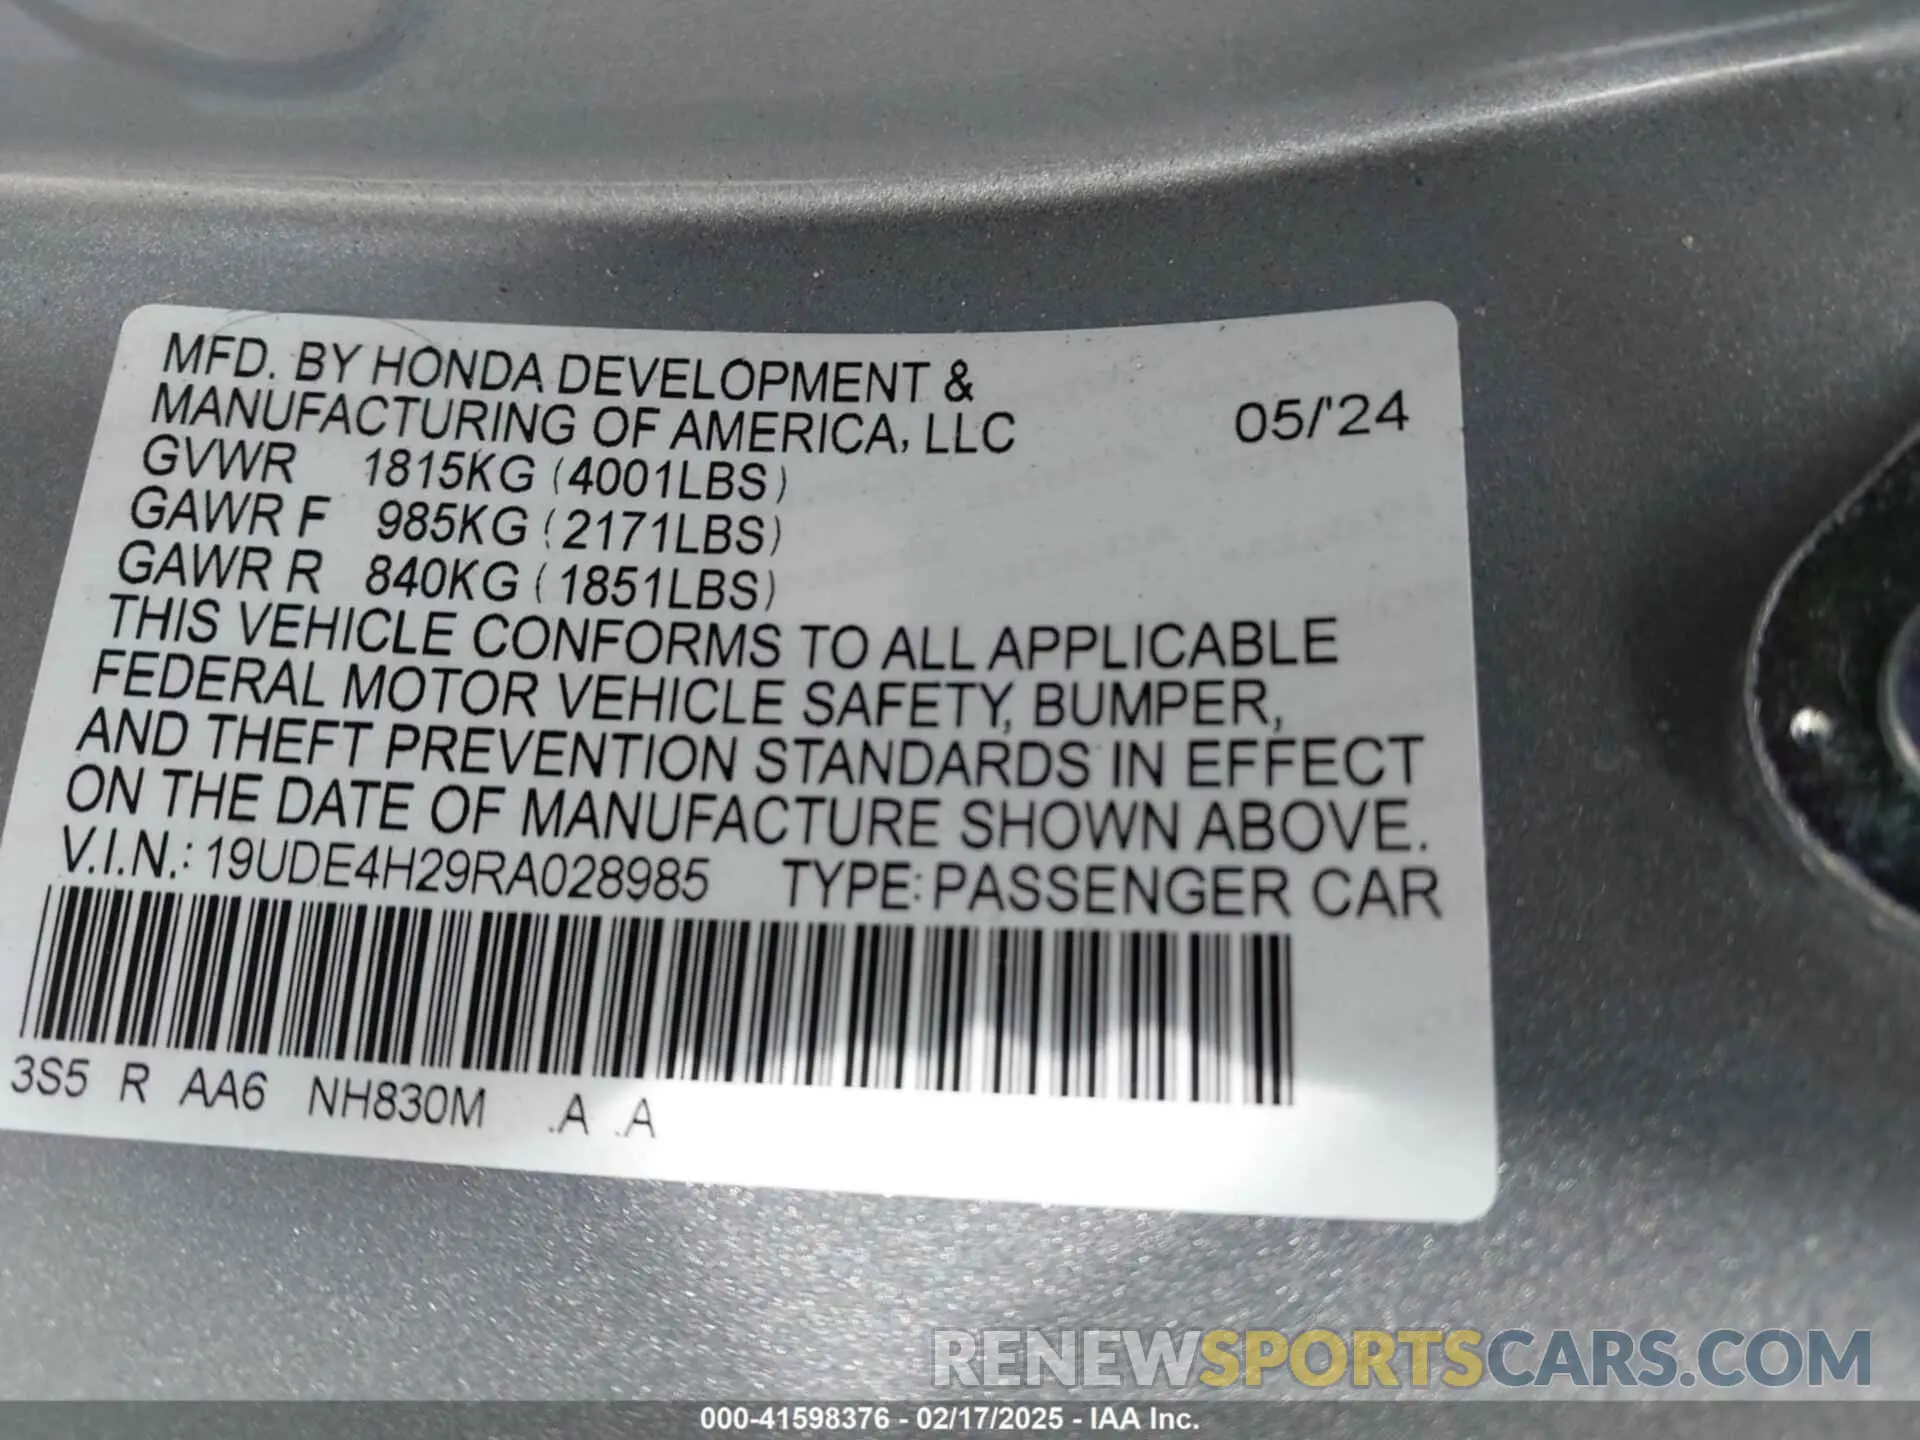 MFD. BY HONDA DEVELOPMENT &
MANUFACTURING OF AMERICA, LLC 05/'24
GVWR 1815KG (4001LBS)
GAWR F 985KG (2171LBS)
GAWR R 840KG (1851LBS)
THIS VEHICLE CONFORMS TO ALL APPLICABLE
FEDERAL MOTOR VEHICLE SAFETY, BUMPER,
AND THEFT PREVENTION STANDARDS IN EFFECT
ON THE DATE OF MANUFACTURE SHOWN ABOVE.
V.I.N.: 19UDE4H29RA028985 TYPE: PASSENGER CAR
3S5 R AA6 NH830M .A .A
RENEWSPORTSCARS.COM
000-41598376 - 02/17/2025 - IAA Inc.